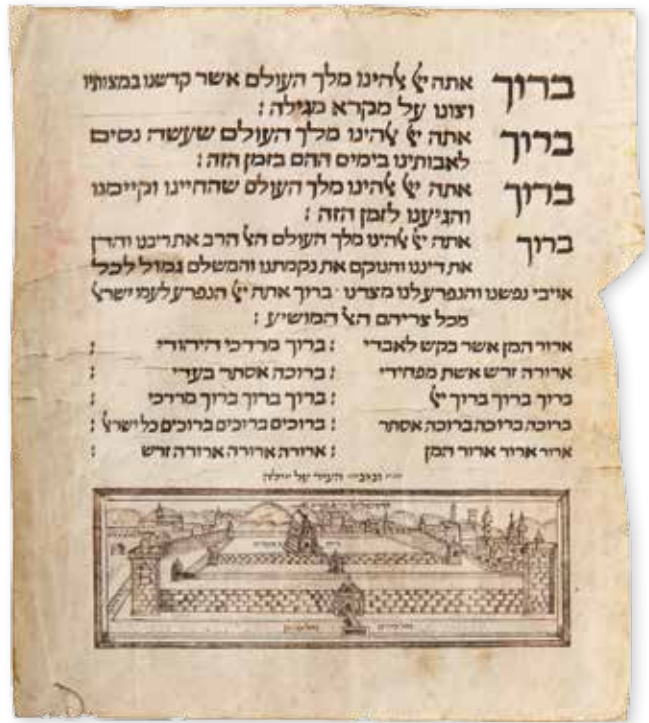 ברוך אתה יי אלהינו מלך העולם אשר קדשנו במצותיו
וצונו על מקרא מגילה :
ברוך אתה יי אלהינו מלך העולם שעשה נסים
לאבותינו בימים ההם בזמן הזה :
ברוך אתה יי אלהינו מלך העולם שהחיינו וקיימנו
והגיענו לזמן הזה :
ברוך אתה יי אלהינו מלך העולם האל הרב את ריבנו והדן
את דיננו והנוקם את נקמתנו והמשלם גמול לכל
אויבי נפשנו והנפרע לנו מצרנו · ברוך אתה יי הנפרע לעמו ישראל
מכל צריהם האל המושיע :
ארור המן אשר בקש לאבדי : ברוך מרדכי היהודי :
ארורה זרש אשת מפחידי : ברוכה אסתר בעדי :
ברוך ברוך ברוך יי : ברוך ברוך ברוך מרדכי :
ברוכה ברוכה ברוכה אסתר : ברוכים ברוכים ברוכים כל ישראל :
ארור ארור ארור המן : ארורה ארורה ארורה זרש :
העיר של